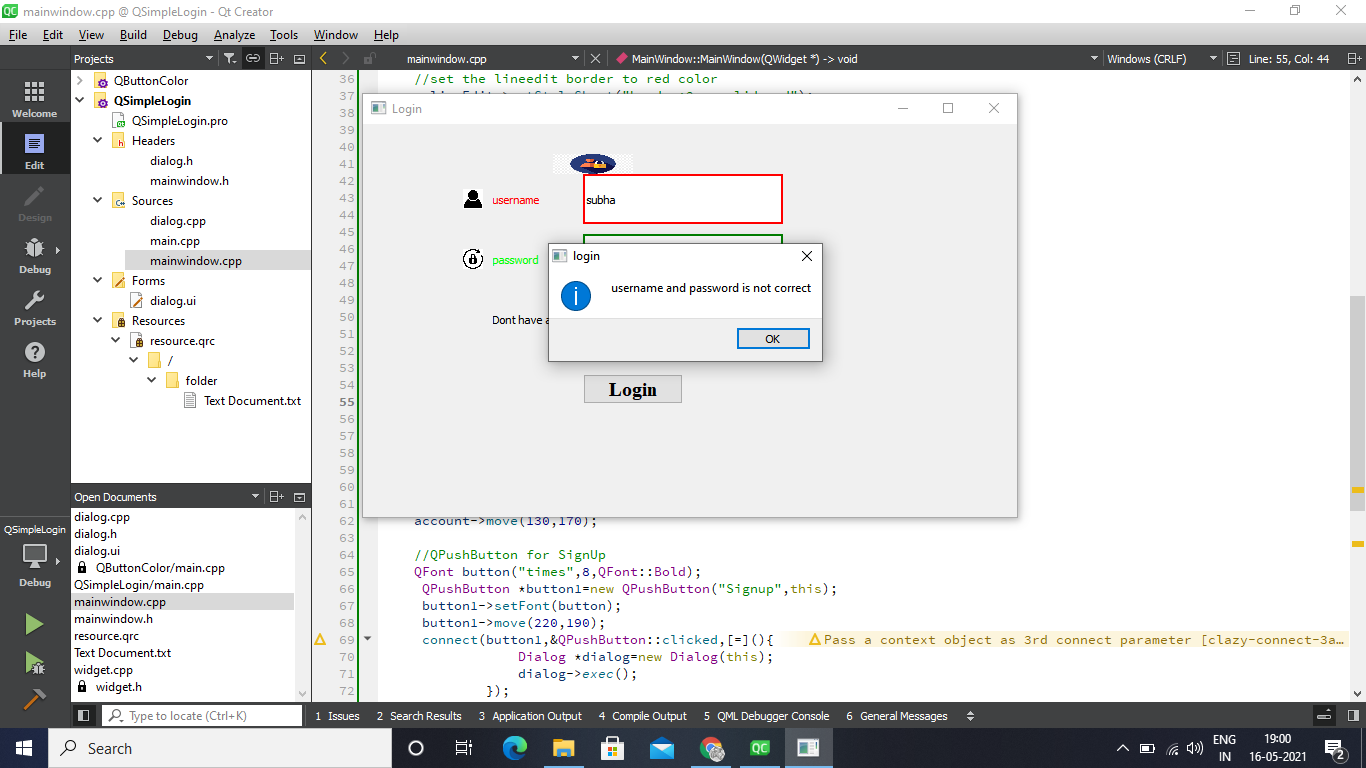 QC mainwindow.cpp @ QSimpleLogin - Qt Creator
File Edit View Build Debug Analyze Tools Window Help
Projects
mainwindow.cpp
MainWindow::MainWindow(QWidget *) -> void
Windows (CRLF)
Line: 55, Col: 44
Welcome
Edit
Design
Debug
Projects
Help
QSimpleLogin
Debug
QButtonColor
QSimpleLogin
QSimpleLogin.pro
Headers
dialog.h
mainwindow.h
Sources
dialog.cpp
main.cpp
mainwindow.cpp
Forms
dialog.ui
Resources
resource.qrc
/
folder
Text Document.txt
Open Documents
dialog.cpp
dialog.h
dialog.ui
QButtonColor/main.cpp
QSimpleLogin/main.cpp
mainwindow.cpp
mainwindow.h
resource.qrc
Text Document.txt
widget.cpp
widget.h
36 //set the lineedit border to red color
37
38
39
40
41
42
43
44
45
46
47
48
49
50
51
52
53
54
55
56
57
58
59
60
61
62 account->move(130,170);
63
64 //QPushButton for SignUp
65 QFont button("times",8,QFont::Bold);
66 QPushButton *button1=new QPushButton("Signup",this);
67 button1->setFont(button);
68 button1->move(220,190);
69 connect(button1,&QPushButton::clicked,[=](){ Pass a context object as 3rd connect parameter [clazy-connect-3a…
70 Dialog *dialog=new Dialog(this);
71 dialog->exec();
72 });
Login
username
subha
password
Dont have a
Login
login
username and password is not correct
OK
Type to locate (Ctrl+K)
1 Issues 2 Search Results 3 Application Output 4 Compile Output 5 QML Debugger Console 6 General Messages
Search
QC
ENG
IN
19:00
16-05-2021
2